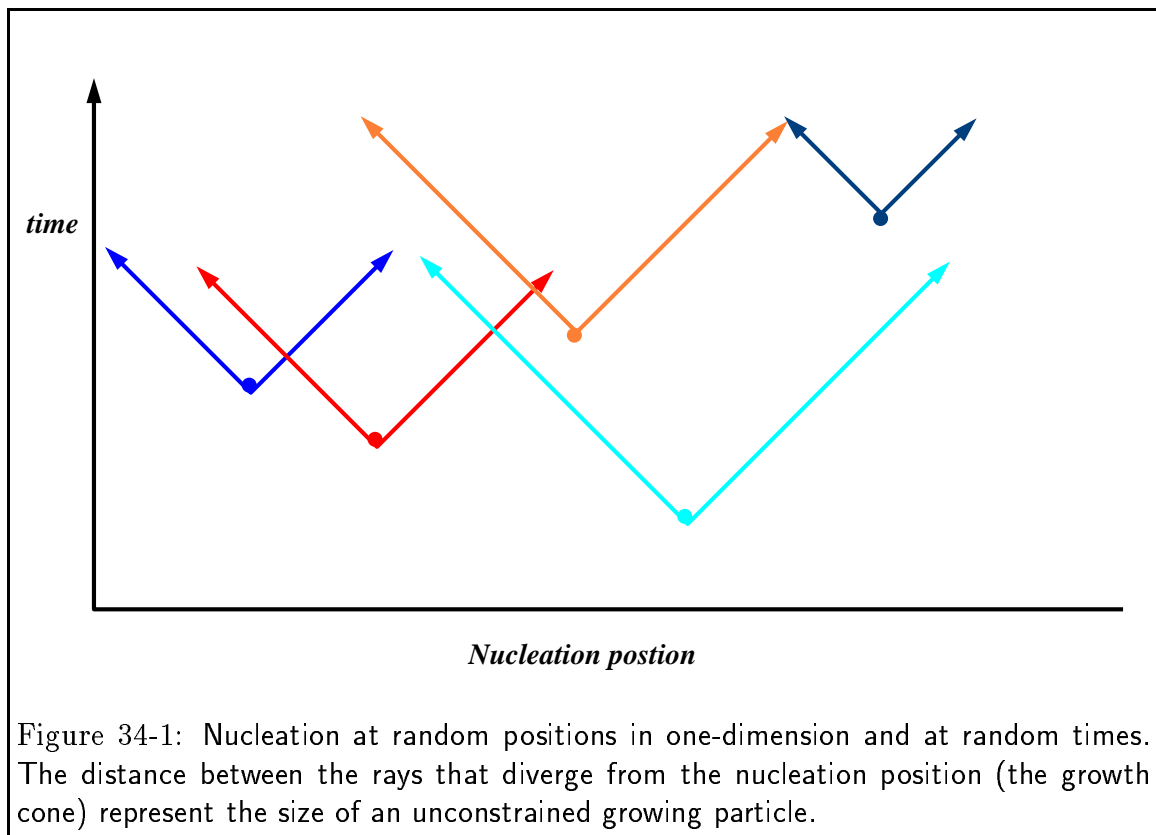 time
Nucleation postion
Figure 34-1: Nucleation at random positions in one-dimension and at random times.
The distance between the rays that diverge from the nucleation position (the growth
cone) represent the size of an unconstrained growing particle.